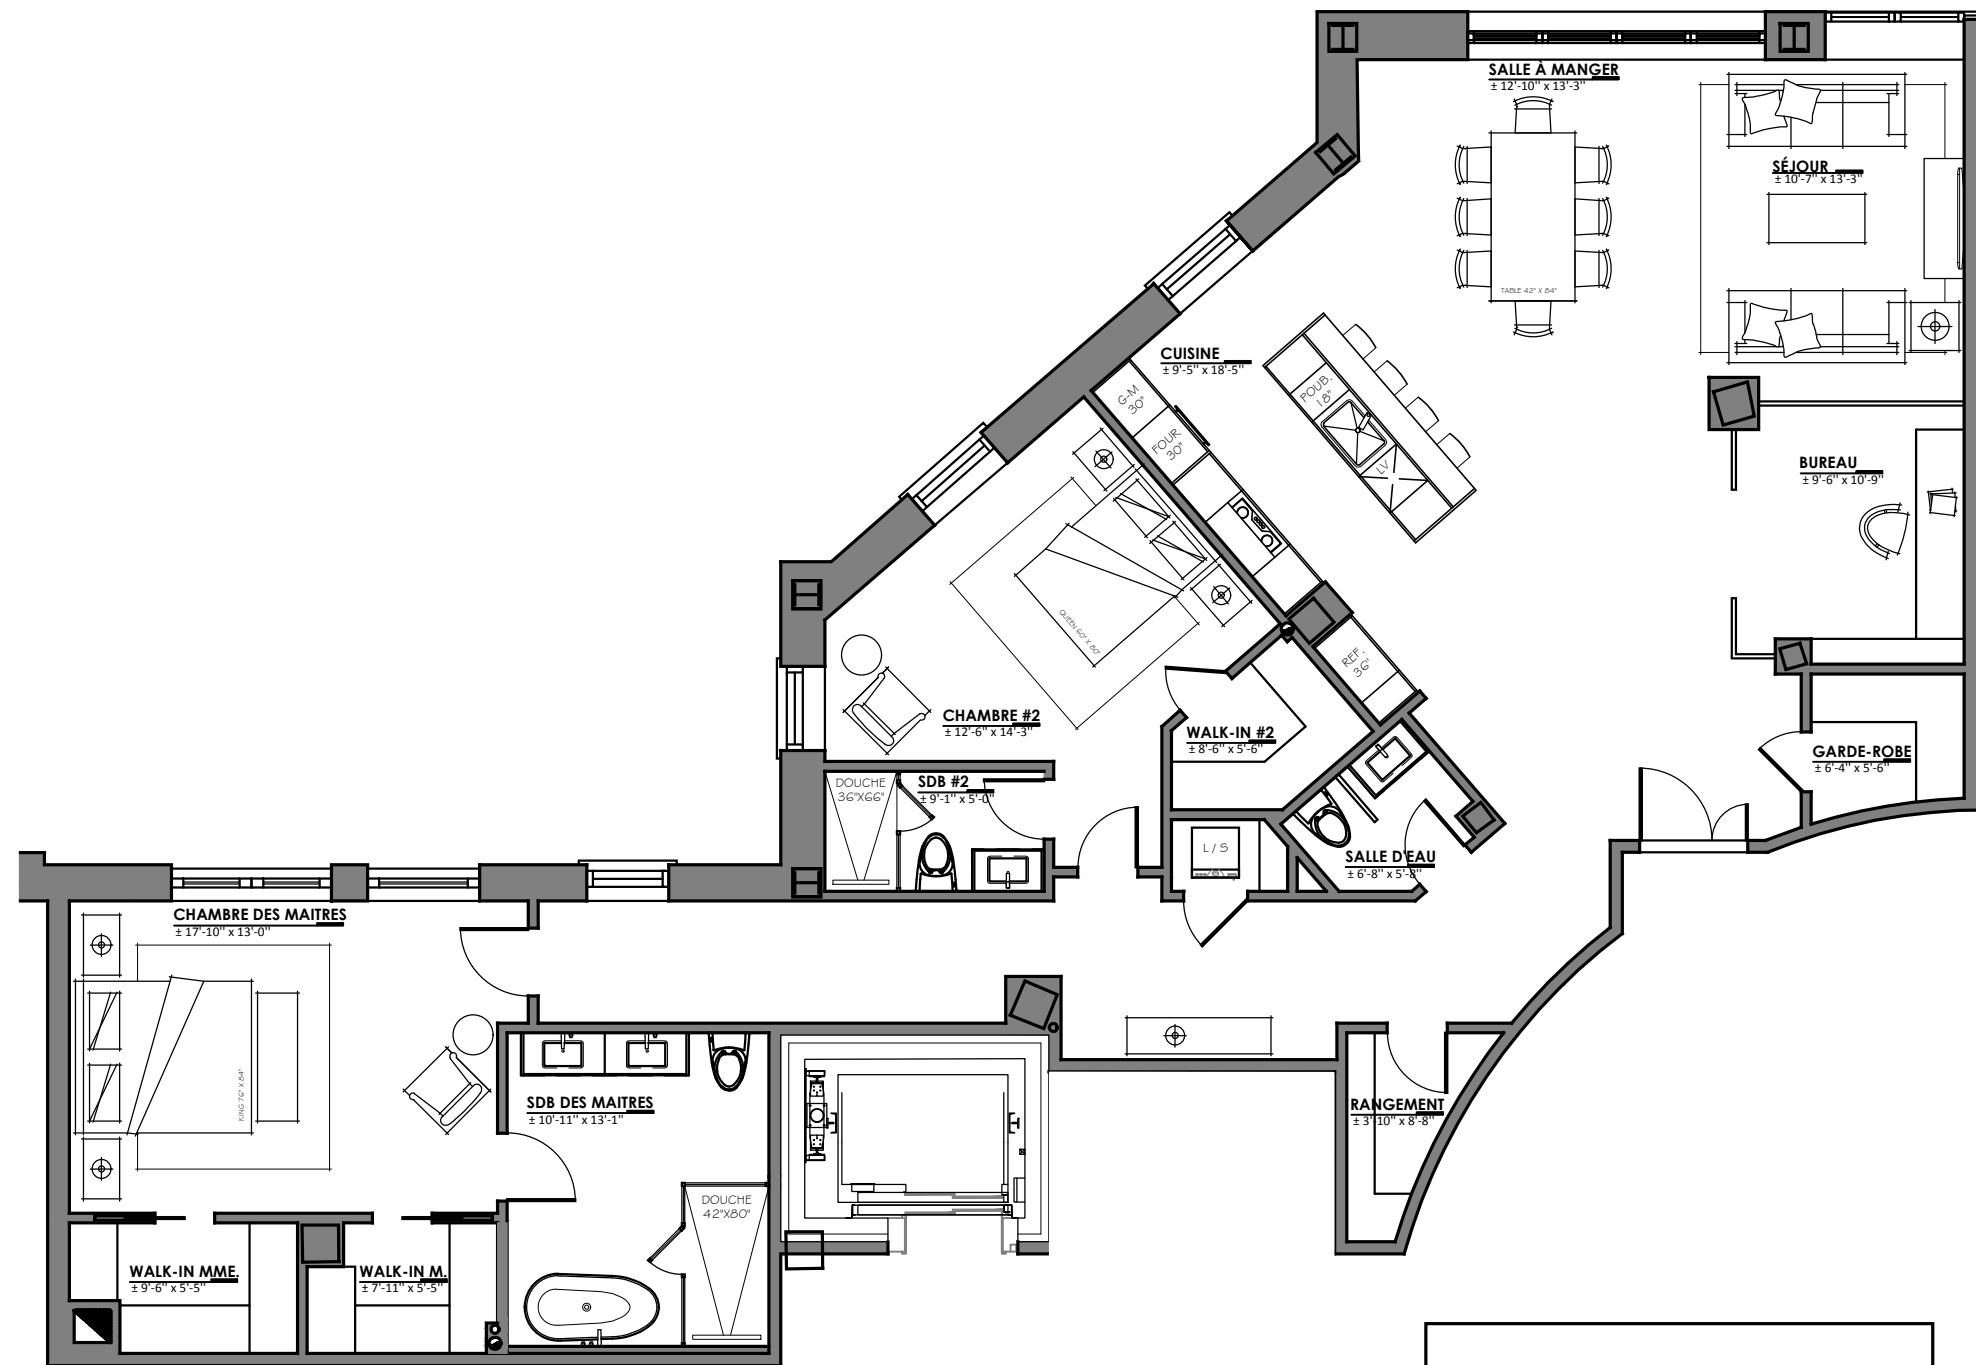 SALLE À MANGER
± 12'-10" x 13'-3"
SÉJOUR
± 10'-7" x 13'-3"
TABLE 42" X 84"
CUISINE
± 9'-5" x 18'-5"
G-M
30"
FOUR
30"
POUB.
18"
LV
BUREAU
± 9'-6" x 10'-9"
QUEEN 60" X 80"
REF.
36"
CHAMBRE #2
± 12'-6" x 14'-3"
WALK-IN #2
± 8'-6" x 5'-6"
GARDE-ROBE
± 6'-4" x 5'-6"
DOUCHE
36"X66"
SDB #2
± 9'-1" x 5'-0"
L / S
SALLE D'EAU
± 6'-8" x 5'-8"
CHAMBRE DES MAITRES
± 17'-10" x 13'-0"
KING 76" X 84"
SDB DES MAITRES
± 10'-11" x 13'-1"
RANGEMENT
± 3'-10" x 8'-8"
DOUCHE
42"X80"
WALK-IN MME.
± 9'-6" x 5'-5"
WALK-IN M.
± 7'-11" x 5'-5"